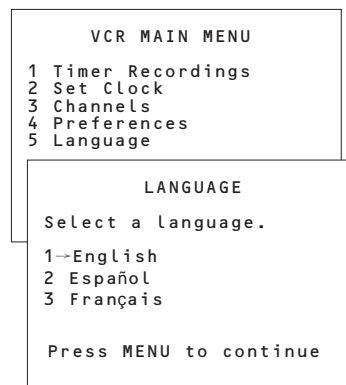 VCR MAIN MENU
1 Timer Recordings
2 Set Clock
3 Channels
4 Preferences
5 Language
LANGUAGE
Select a language.
1→English
2 Español
3 Français
Press MENU to continue